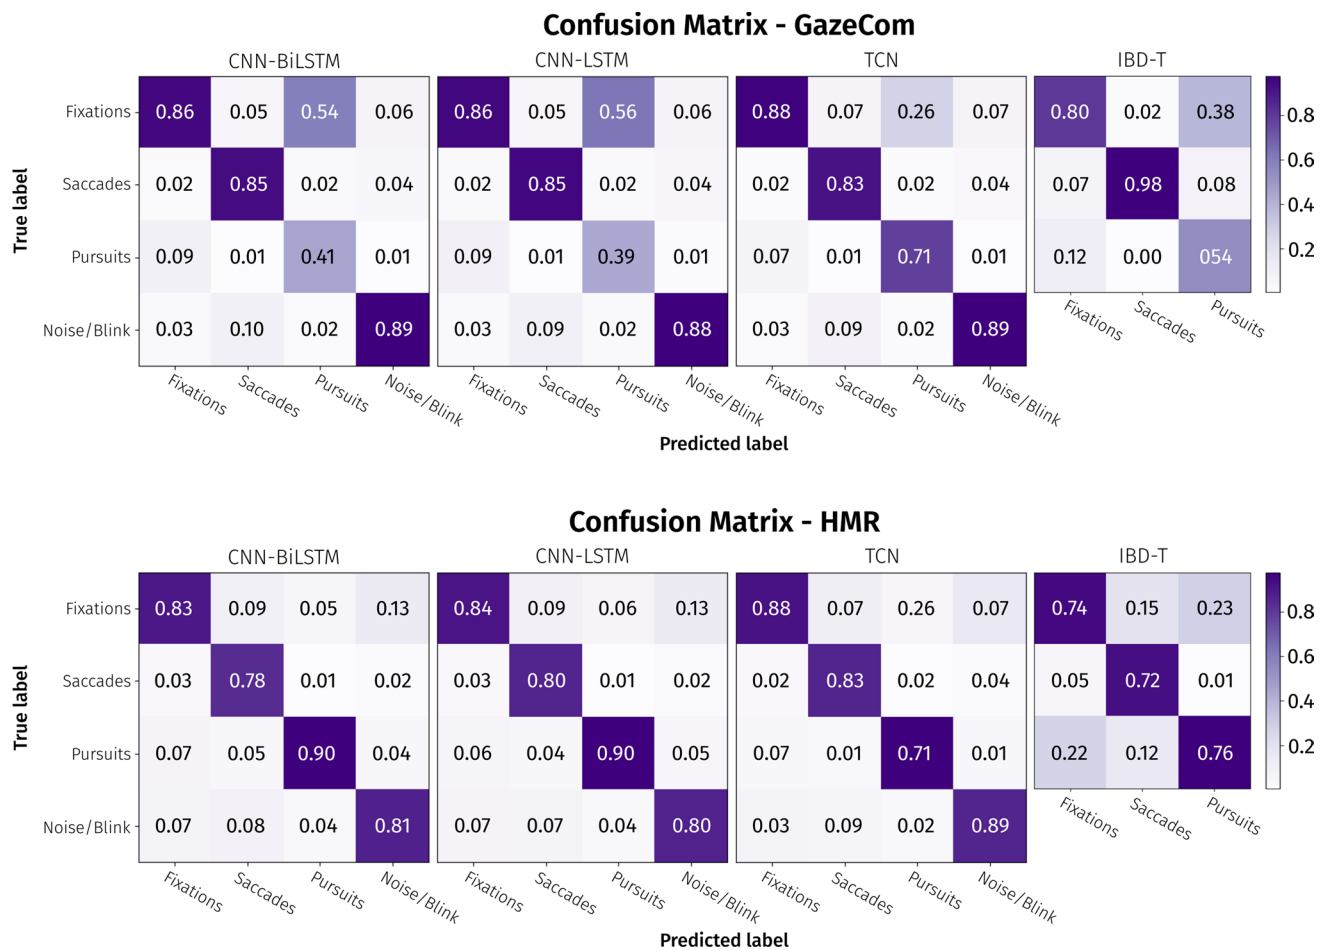 Confusion Matrix - GazeCom
CNN-BiLSTM CNN-LSTM TCN IBD-T
Fixations 0.86 0.05 0.54 0.06 0.86 0.05 0.56 0.06 0.88 0.07 0.26 0.07 0.80 0.02 0.38
0.8
0.6
0.4
0.2
Saccades 0.02 0.85 0.02 0.04 0.02 0.85 0.02 0.04 0.02 0.83 0.02 0.04 0.07 0.98 0.08
Pursuits 0.09 0.01 0.41 0.01 0.09 0.01 0.39 0.01 0.07 0.01 0.71 0.01 0.12 0.00 054
Noise/Blink 0.03 0.10 0.02 0.89 0.03 0.09 0.02 0.88 0.03 0.09 0.02 0.89
True label
Fixations Saccades Pursuits
Fixations Saccades Pursuits Noise/Blink Fixations Saccades Pursuits Noise/Blink Fixations Saccades Pursuits Noise/Blink
Predicted label
Confusion Matrix - HMR
CNN-BiLSTM CNN-LSTM TCN IBD-T
Fixations 0.83 0.09 0.05 0.13 0.84 0.09 0.06 0.13 0.88 0.07 0.26 0.07 0.74 0.15 0.23
0.8
0.6
0.4
0.2
Saccades 0.03 0.78 0.01 0.02 0.03 0.80 0.01 0.02 0.02 0.83 0.02 0.04 0.05 0.72 0.01
Pursuits 0.07 0.05 0.90 0.04 0.06 0.04 0.90 0.05 0.07 0.01 0.71 0.01 0.22 0.12 0.76
Noise/Blink 0.07 0.08 0.04 0.81 0.07 0.07 0.04 0.80 0.03 0.09 0.02 0.89
True label
Fixations Saccades Pursuits
Fixations Saccades Pursuits Noise/Blink Fixations Saccades Pursuits Noise/Blink Fixations Saccades Pursuits Noise/Blink
Predicted label